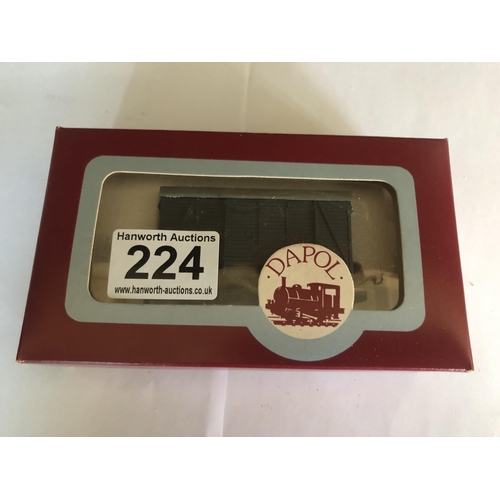 Hanworth Auctions
224
www.hanworth-auctions.co.uk
· DAPOL ·